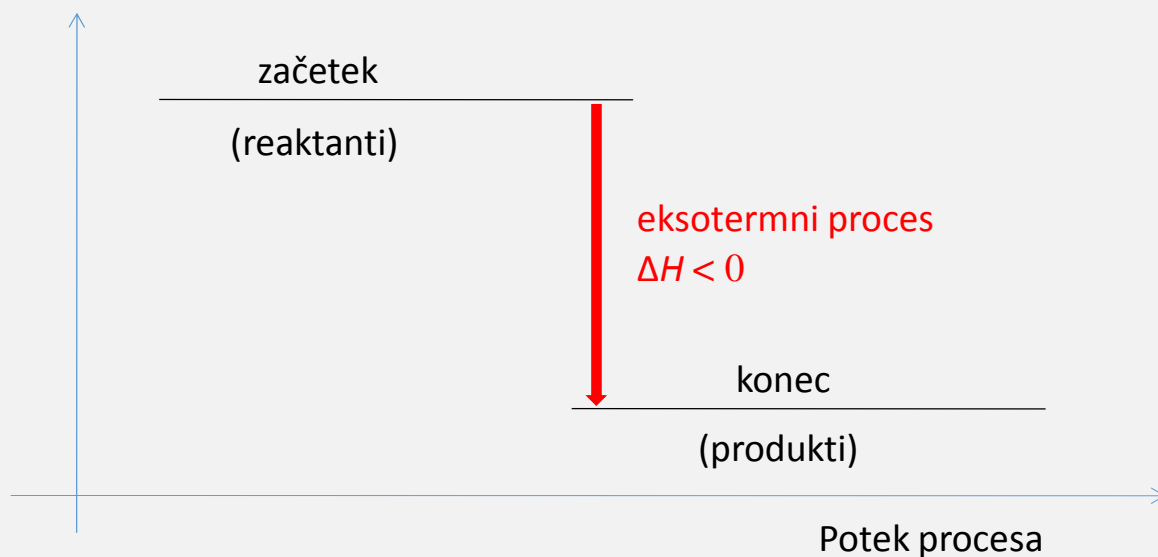 začetek
(reaktanti)
eksotermni proces
ΔH < 0
konec
(produkti)
Potek procesa